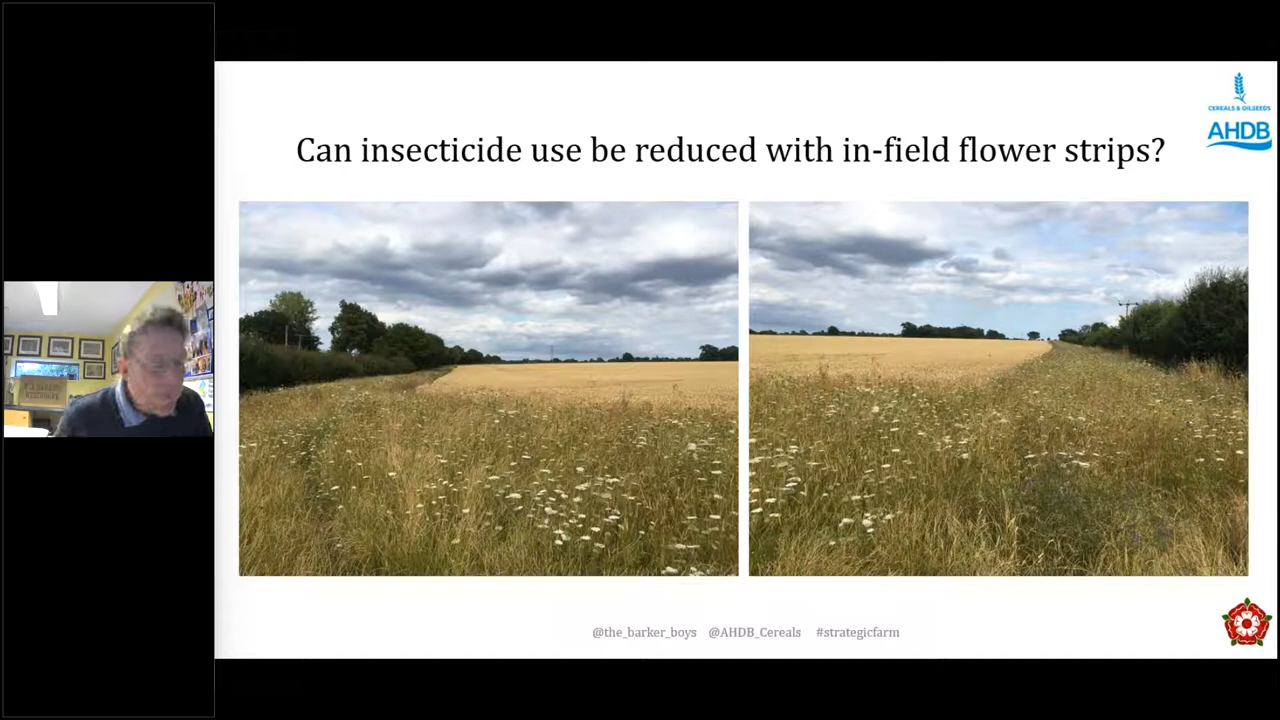 Can insecticide use be reduced with in-field flower strips?
CEREALS & OILSEEDS
AHDB
@the_barker_boys @AHDB_Cereals #strategicfarm